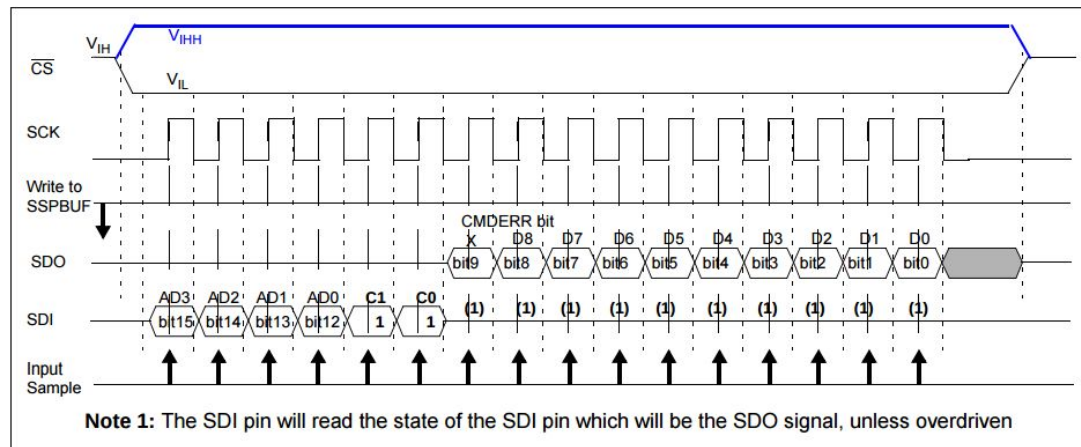 VIH
VIHH
CS
VIL
SCK
Write to
SSPBUF
CMDERR bit
X D8 D7 D6 D5 D4 D3 D2 D1 D0
SDO bit9 bit8 bit7 bit6 bit5 bit4 bit3 bit2 bit1 bit0
AD3 AD2 AD1 AD0 C1 C0 (1) (1) (1) (1) (1) (1) (1) (1) (1) (1)
SDI bit15 bit14 bit13 bit12 1 1
Input
Sample
Note 1: The SDI pin will read the state of the SDI pin which will be the SDO signal, unless overdriven